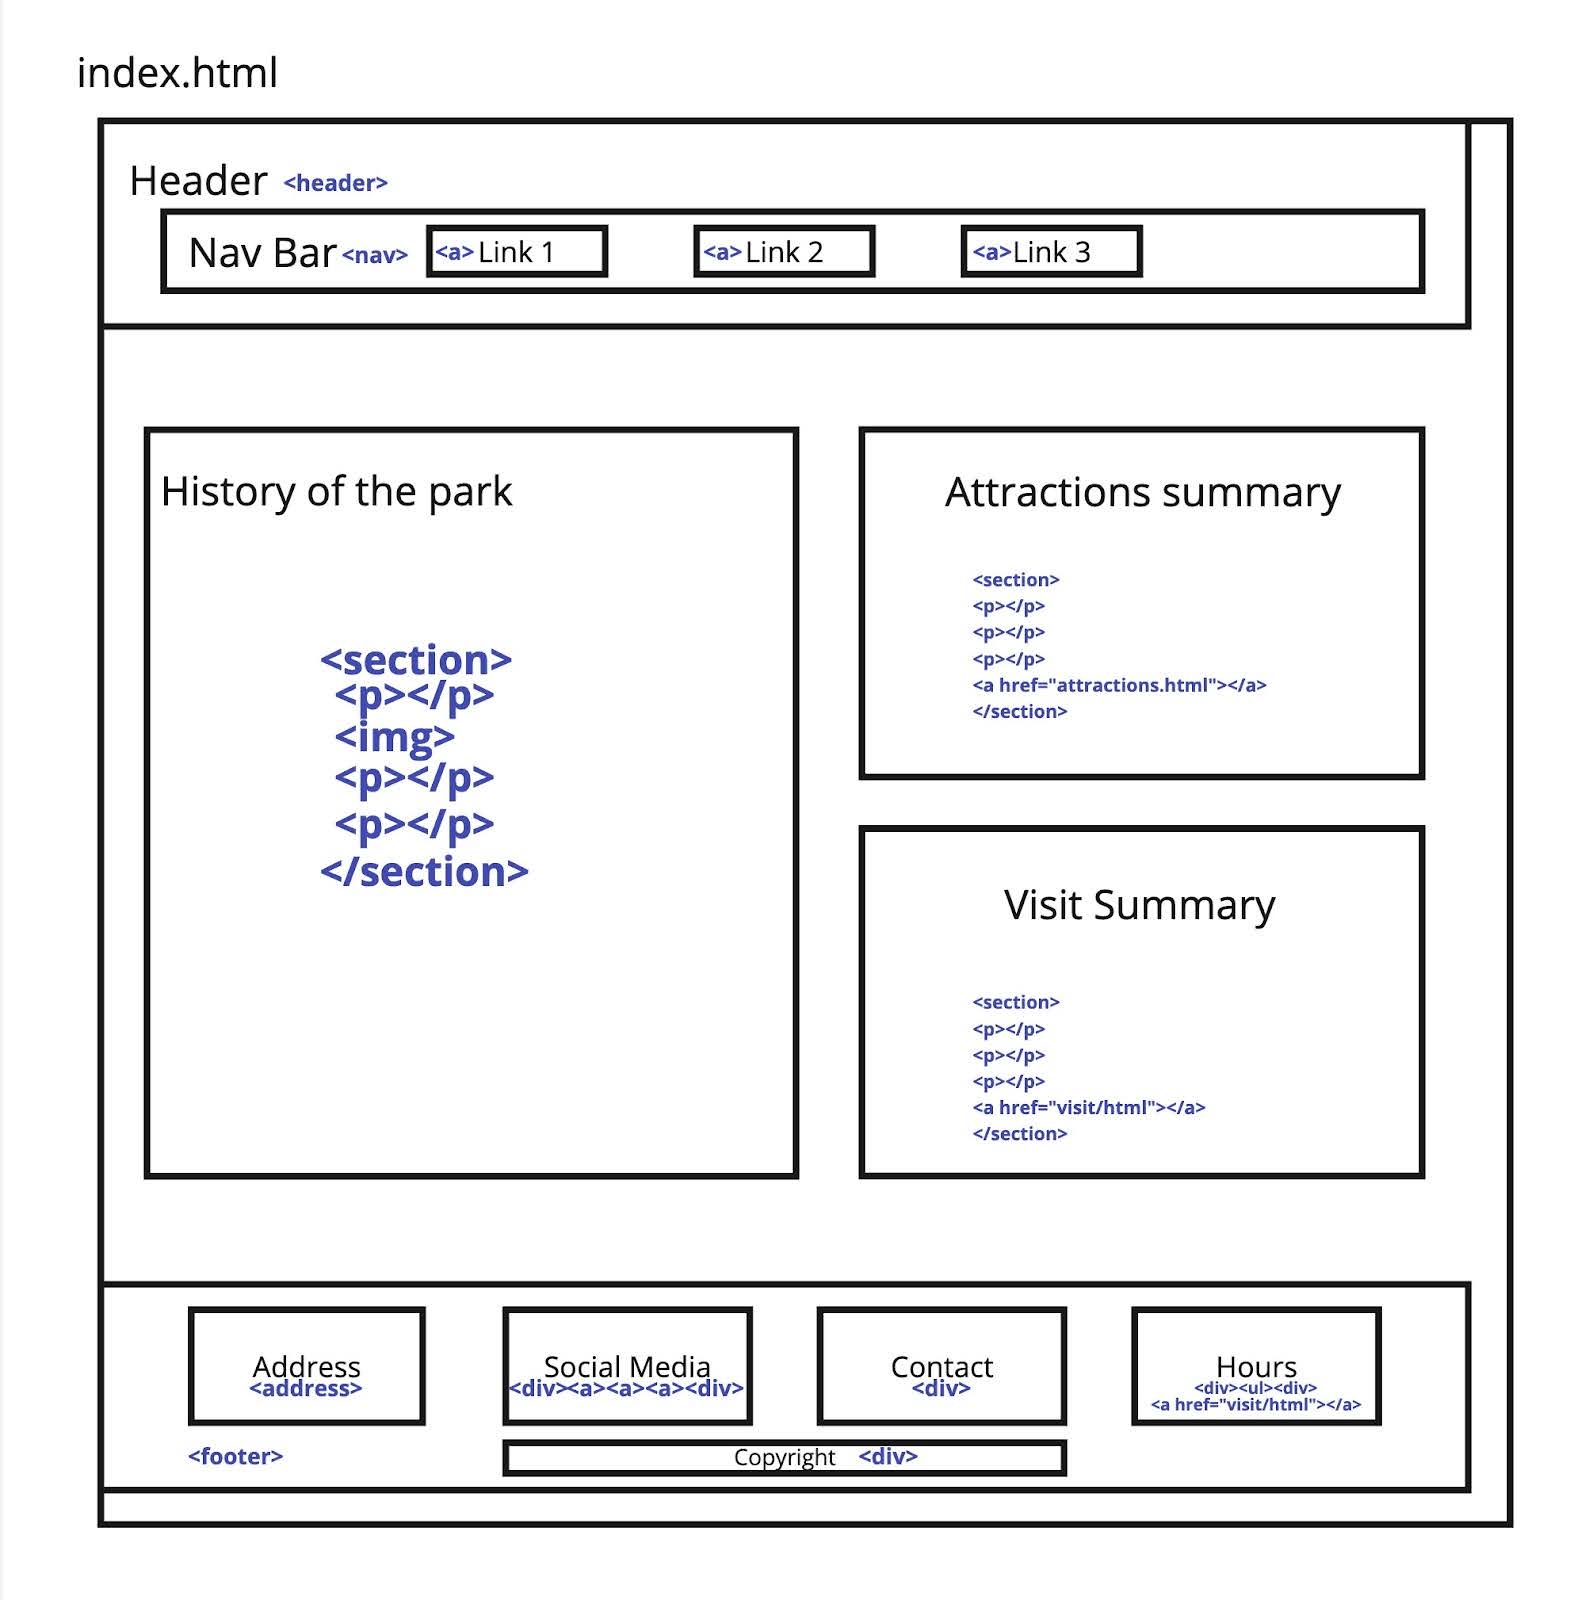 index.html
Header <header>
Nav Bar <nav> <a> Link 1 <a> Link 2 <a> Link 3
History of the park
<section>
<p></p>
<img>
<p></p>
<p></p>
</section>
Attractions summary
<section>
<p></p>
<p></p>
<p></p>
<a href="attractions.html"></a>
</section>
Visit Summary
<section>
<p></p>
<p></p>
<p></p>
<a href="visit/html"></a>
</section>
Address
<address>
Social Media
<div><a><a><a><div>
Contact
<div>
Hours
<div><ul><div>
<a href="visit/html"></a>
<footer>
Copyright <div>